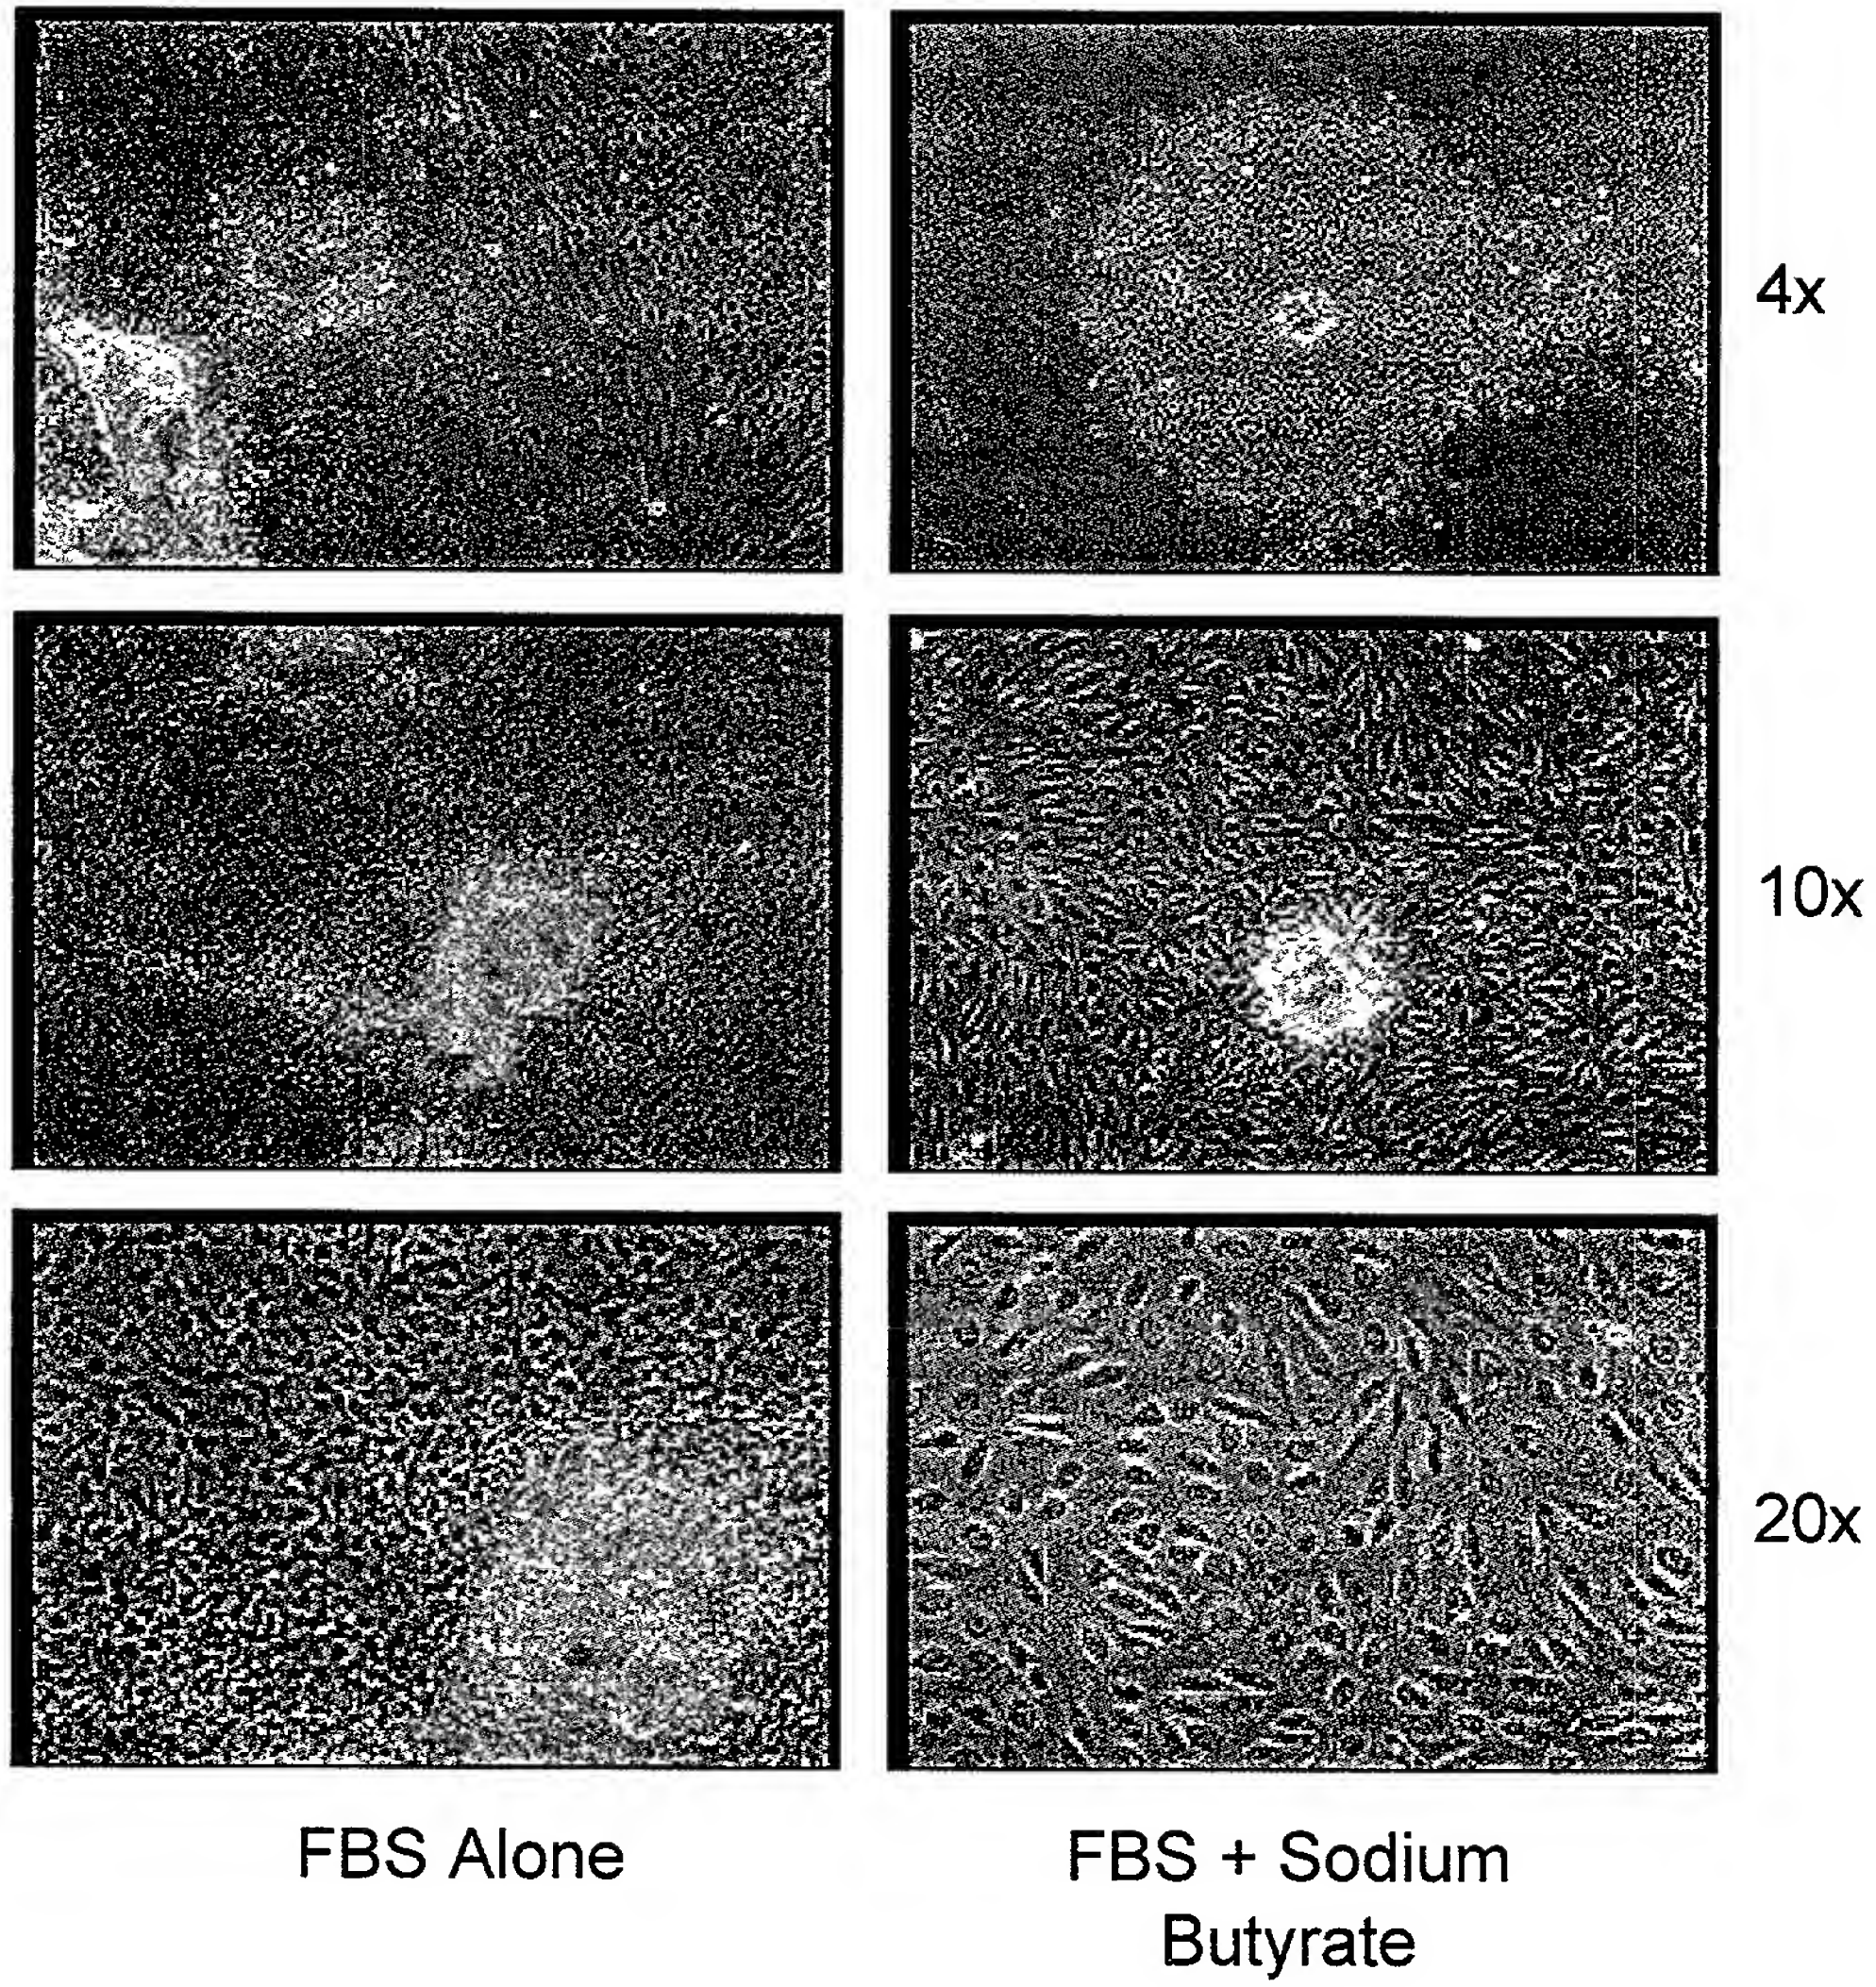 4x
10x
20x
FBS Alone
FBS + Sodium
Butyrate